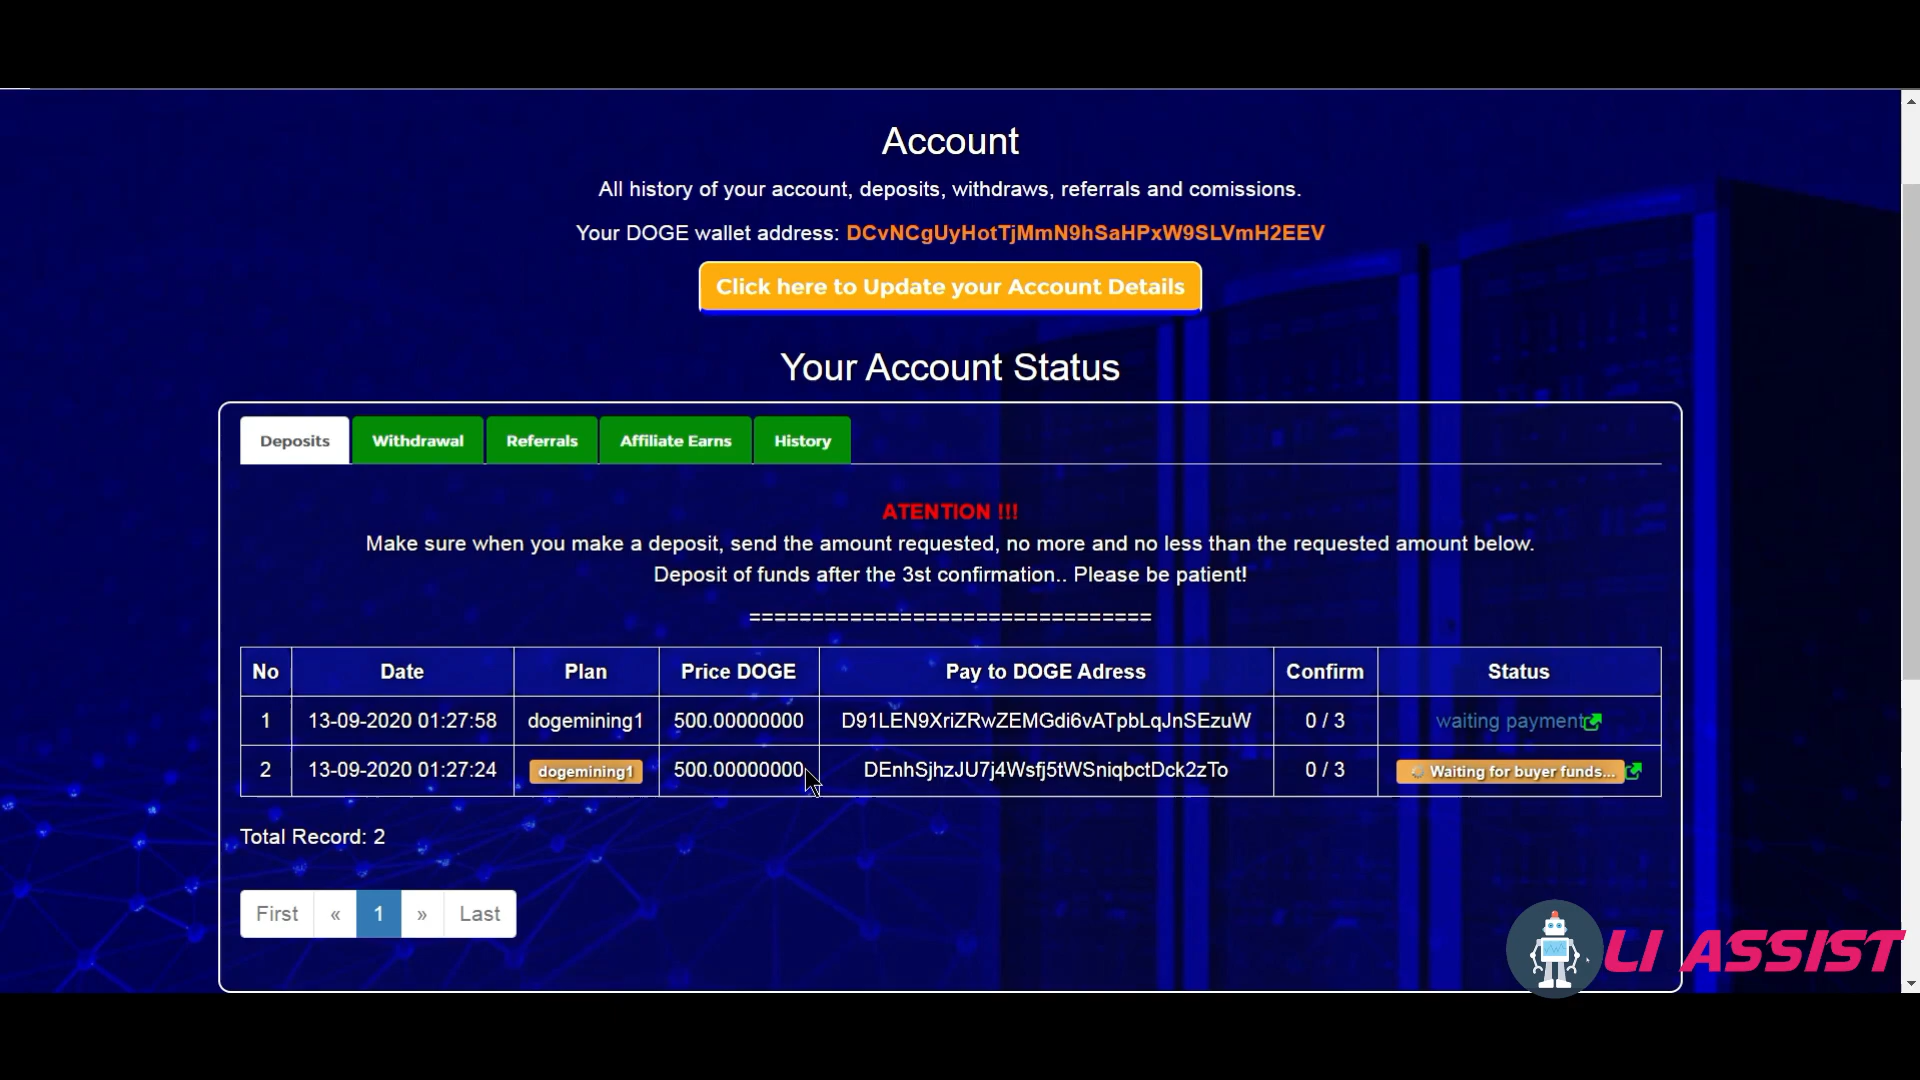 Account
All history of your account, deposits, withdraws, referrals and comissions.
Your DOGE wallet address: DCvNCgUyHotTjMmN9hSaHPxW9SLVmH2EEV
Click here to Update your Account Details
Your Account Status
Deposits Withdrawal Referrals Affiliate Earns History
ATENTION !!!
Make sure when you make a deposit, send the amount requested, no more and no less than the requested amount below.
Deposit of funds after the 3st confirmation.. Please be patient!
================================
No Date Plan Price DOGE Pay to DOGE Adress Confirm Status
1 13-09-2020 01:27:58 dogemining1 500.00000000 D91LEN9XriZRwZEMGdi6vATpbLqJnSEzuW 0 / 3 waiting payment
2 13-09-2020 01:27:24 dogemining1 500.00000000 DEnhSjhzJU7j4Wsfj5tWSniqbctDck2zTo 0 / 3 Waiting for buyer funds...
Total Record: 2
First « 1 » Last
LI ASSIST